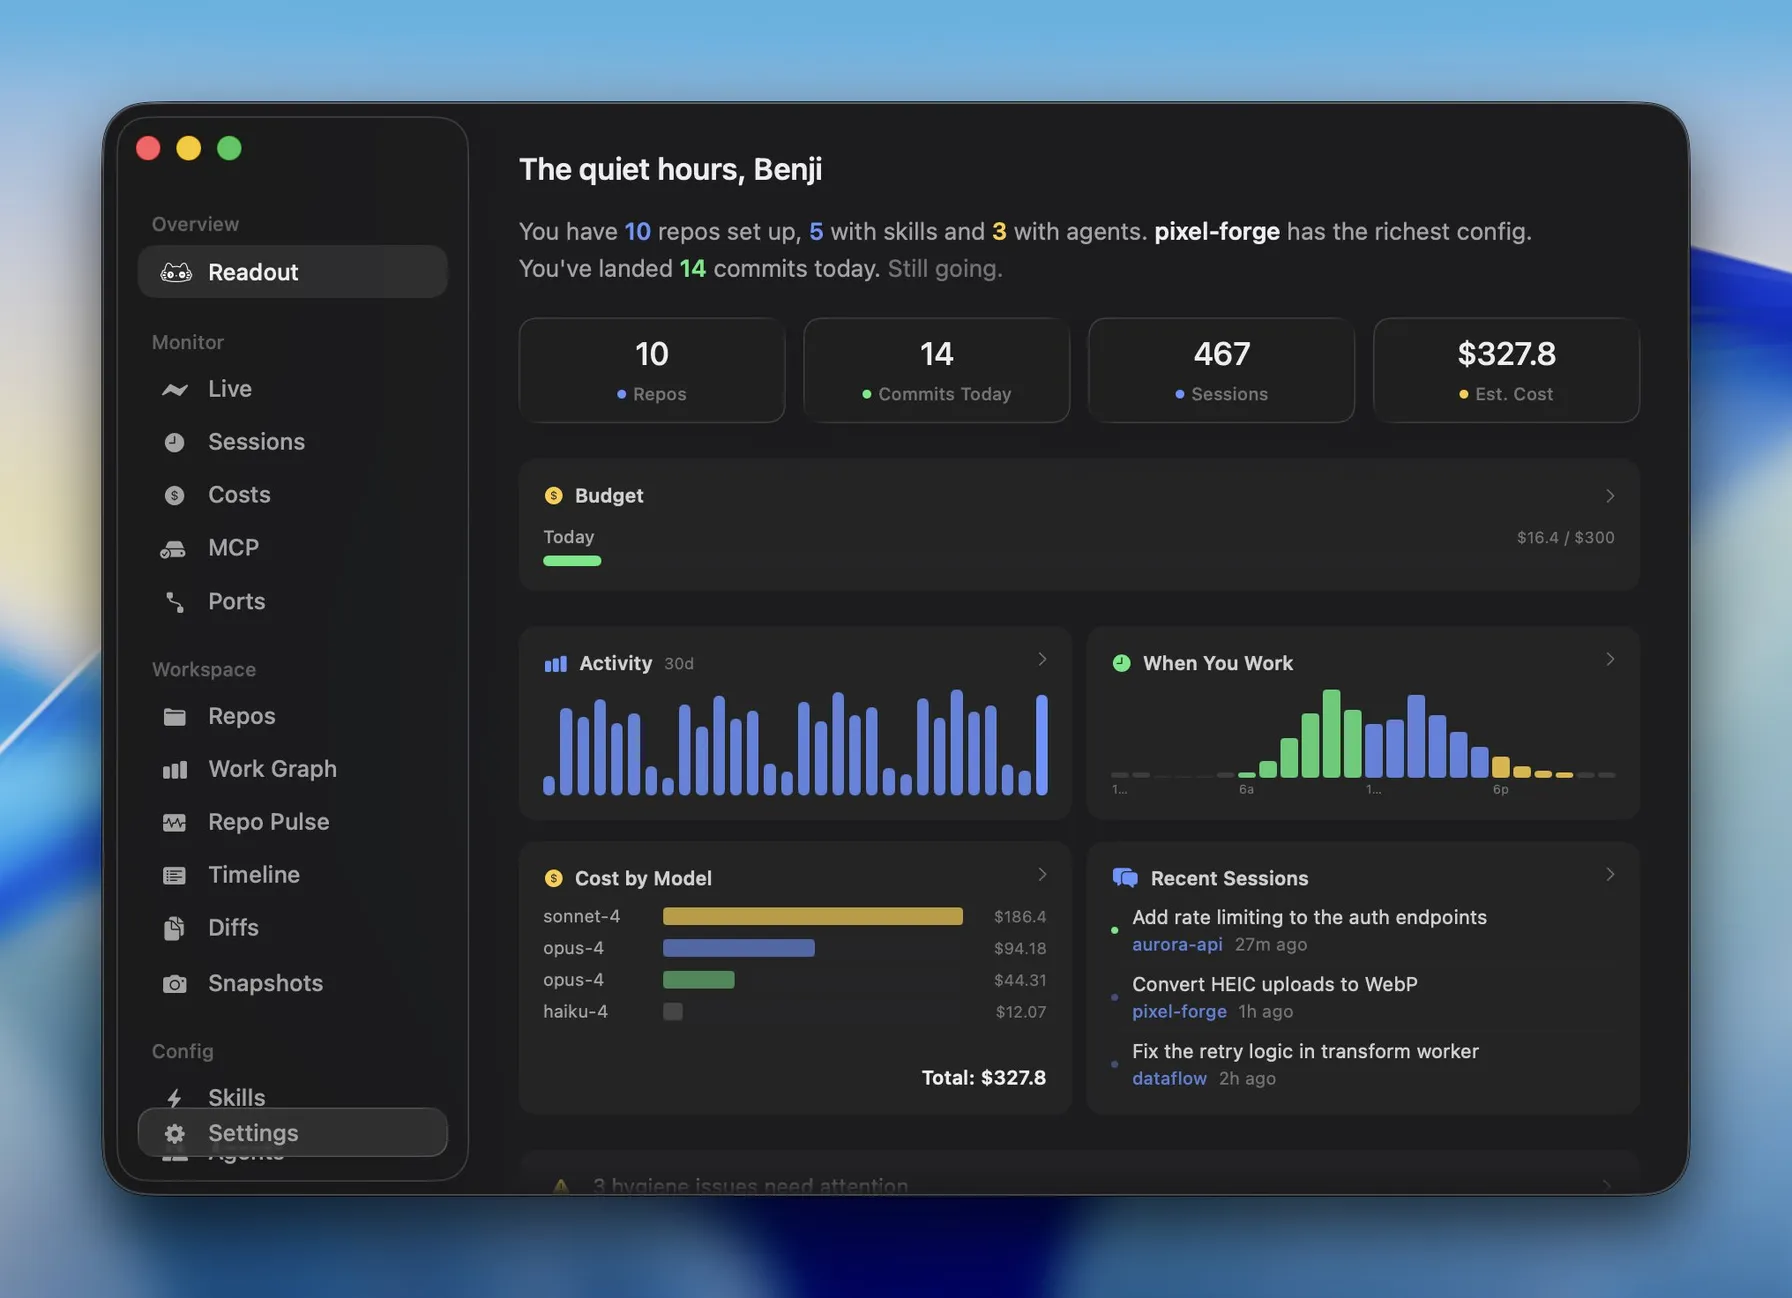 Overview
Readout
Monitor
Live
Sessions
Costs
MCP
Ports
Workspace
Repos
Work Graph
Repo Pulse
Timeline
Diffs
Snapshots
Config
Skills
Settings
Agents
The quiet hours, Benji
You have 10 repos set up, 5 with skills and 3 with agents. pixel-forge has the richest config.
You've landed 14 commits today. Still going.
10
Repos
14
Commits Today
467
Sessions
$327.8
Est. Cost
$ Budget
Today
$16.4 / $300
Activity 30d
When You Work
1... 6a 1... 6p
$ Cost by Model
sonnet-4 $186.4
opus-4 $94.18
opus-4 $44.31
haiku-4 $12.07
Total: $327.8
Recent Sessions
Add rate limiting to the auth endpoints
aurora-api 27m ago
Convert HEIC uploads to WebP
pixel-forge 1h ago
Fix the retry logic in transform worker
dataflow 2h ago
3 hygiene issues need attention